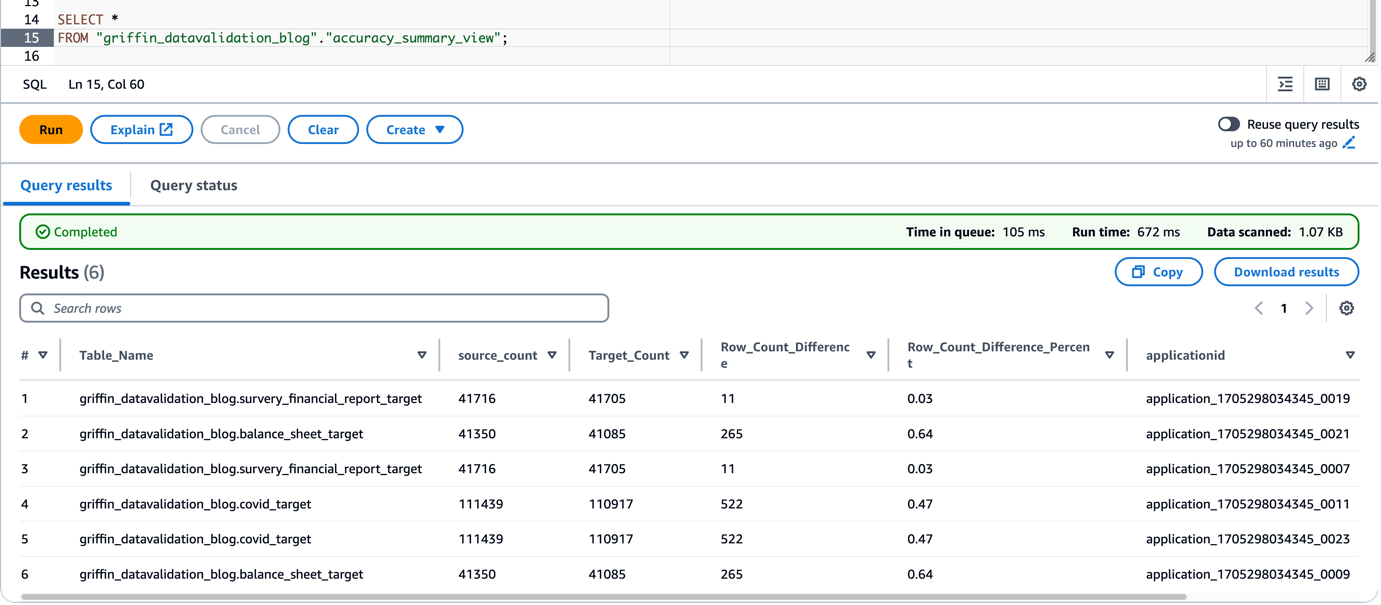 13
14 SELECT *
15 FROM "griffin_datavalidation_blog"."accuracy_summary_view";
16
SQL Ln 15, Col 60
Run Explain Cancel Clear Create Reuse query results
up to 60 minutes ago
Query results Query status
Completed Time in queue: 105 ms Run time: 672 ms Data scanned: 1.07 KB
Results (6) Copy Download results
Search rows 1
# Table_Name source_count Target_Count Row_Count_Differenc
e Row_Count_Difference_Percen
t applicationid
1 griffin_datavalidation_blog.survery_financial_report_target 41716 41705 11 0.03 application_1705298034345_0019
2 griffin_datavalidation_blog.balance_sheet_target 41350 41085 265 0.64 application_1705298034345_0021
3 griffin_datavalidation_blog.survery_financial_report_target 41716 41705 11 0.03 application_1705298034345_0007
4 griffin_datavalidation_blog.covid_target 111439 110917 522 0.47 application_1705298034345_0011
5 griffin_datavalidation_blog.covid_target 111439 110917 522 0.47 application_1705298034345_0023
6 griffin_datavalidation_blog.balance_sheet_target 41350 41085 265 0.64 application_1705298034345_0009